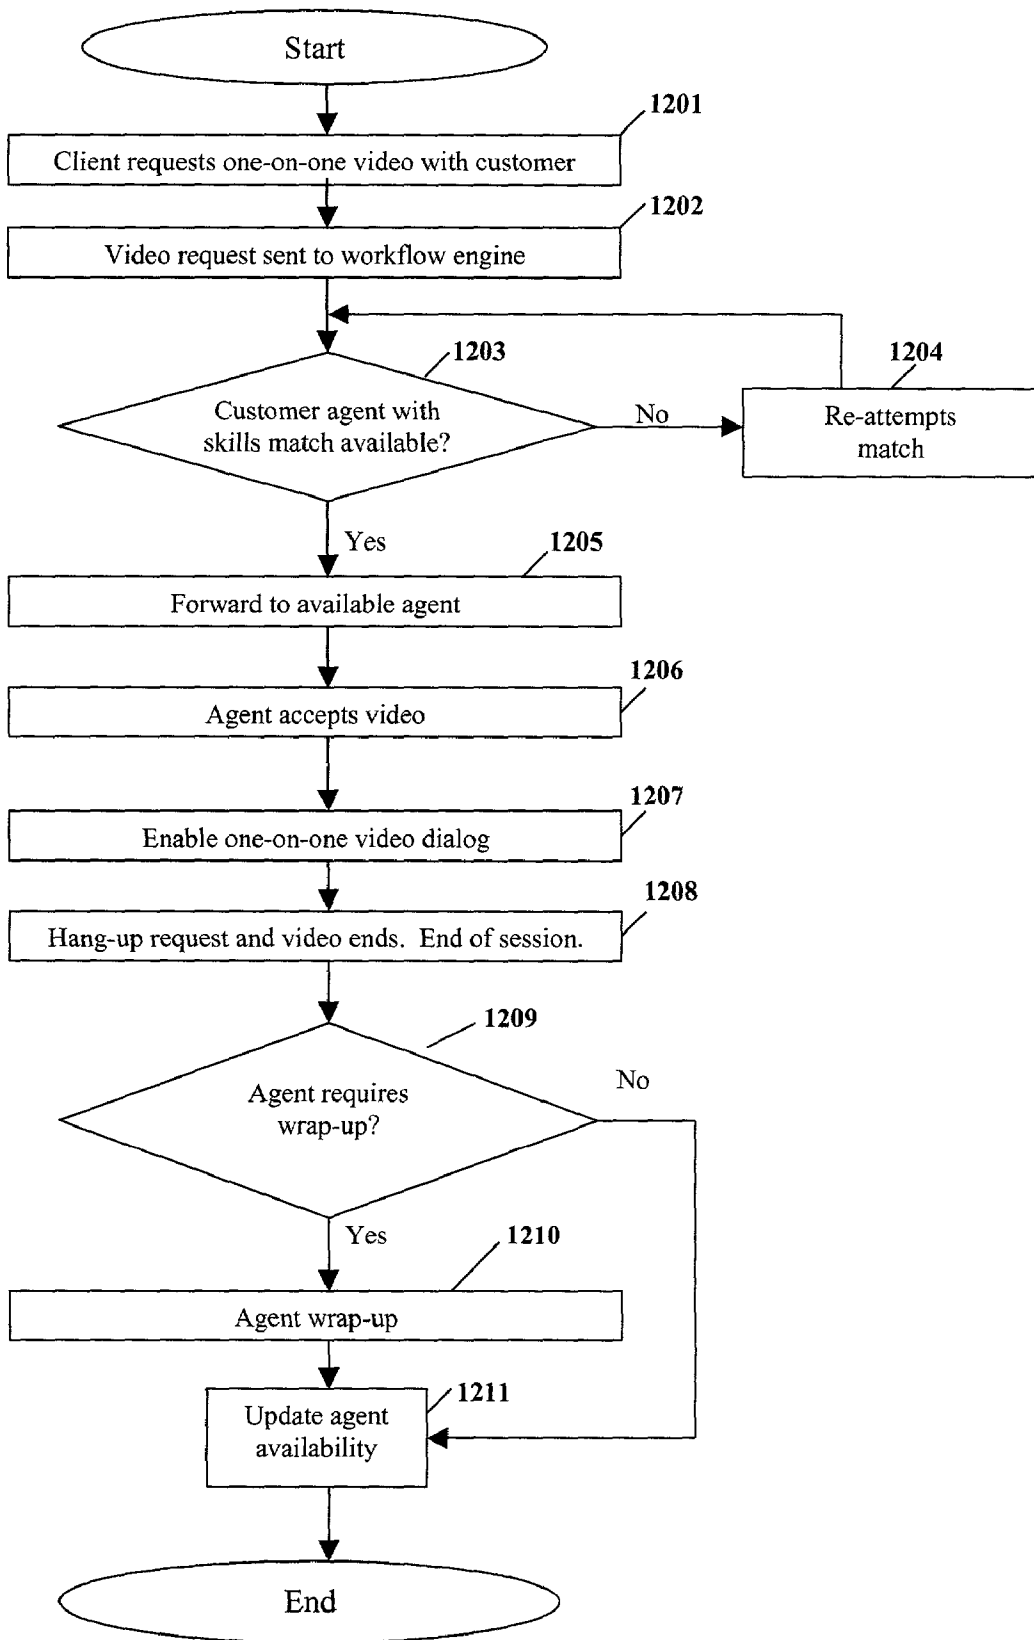 Start
1201
Client requests one-on-one video with customer
1202
Video request sent to workflow engine
1203
Customer agent with
skills match available?
No
1204
Re-attempts
match
Yes
1205
Forward to available agent
1206
Agent accepts video
1207
Enable one-on-one video dialog
1208
Hang-up request and video ends. End of session.
1209
Agent requires
wrap-up?
No
Yes
1210
Agent wrap-up
1211
Update agent
availability
End